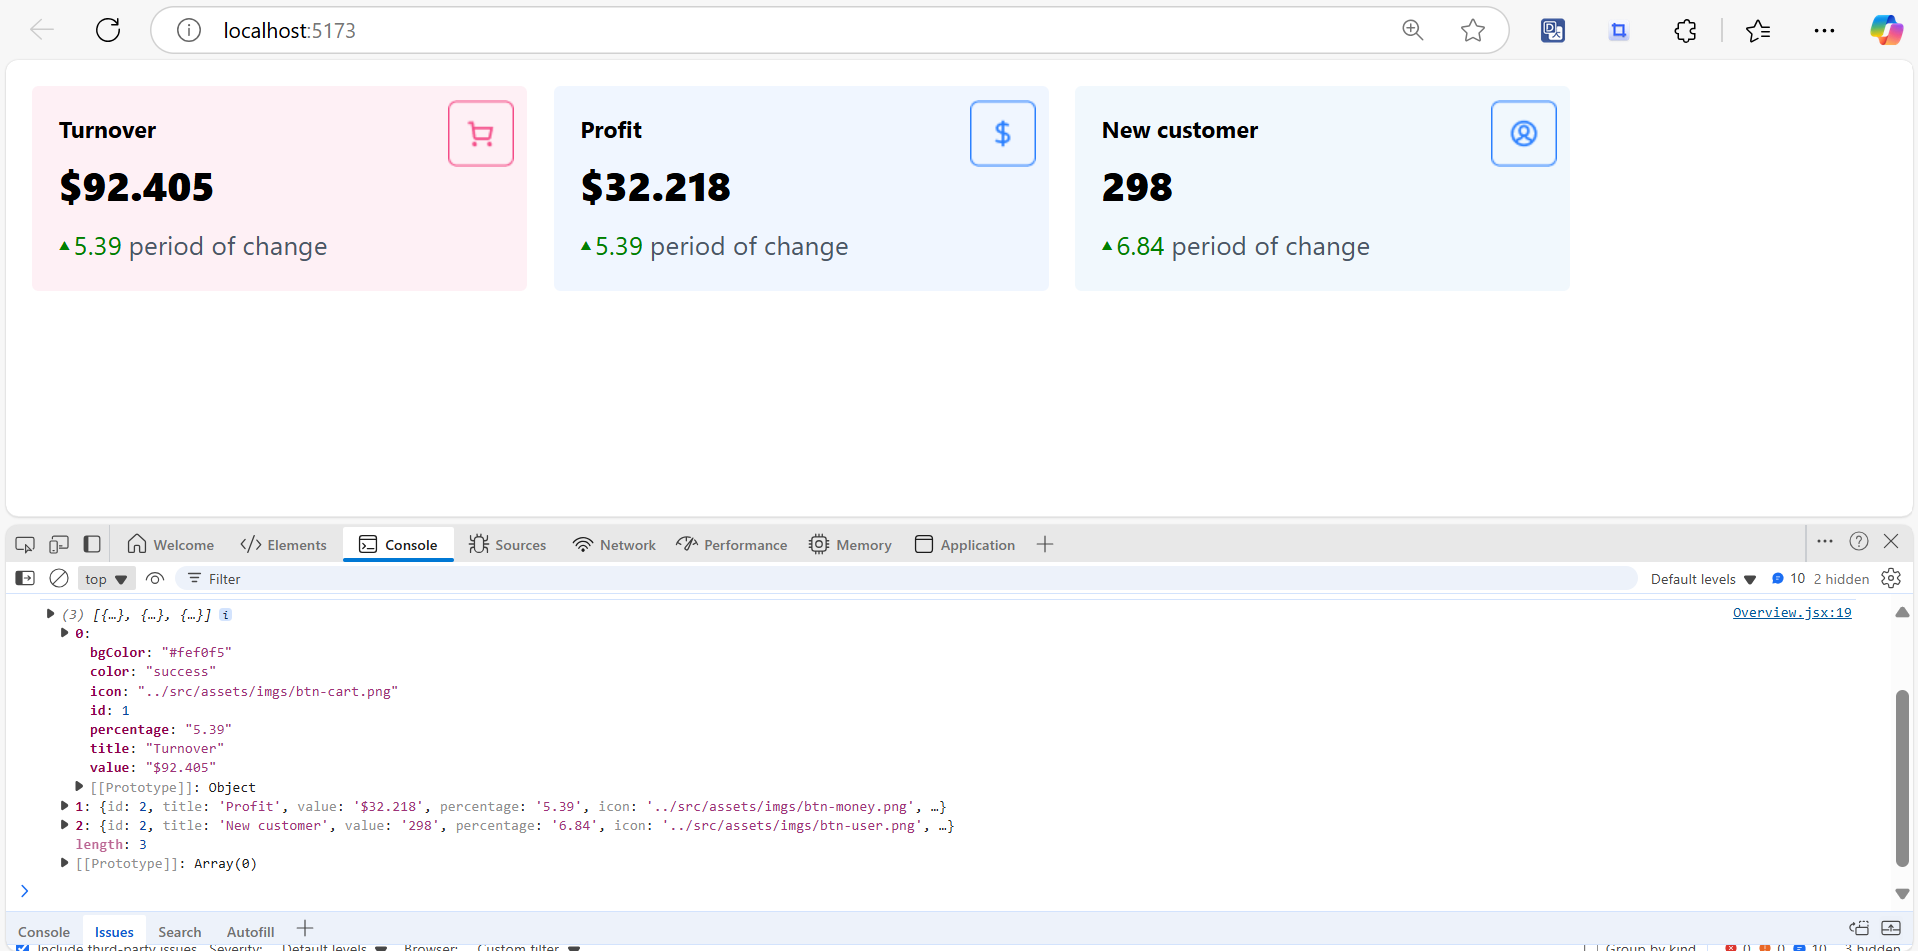 localhost:5173
Turnover
$92.405
5.39 period of change
Profit
$
$32.218
5.39 period of change
New customer
298
6.84 period of change
Welcome </> Elements Console Sources Network Performance Memory Application
top Filter Default levels 10 2 hidden
(3) [{…}, {…}, {…}] i Overview.jsx:19
0:
bgColor: "#fef0f5"
color: "success"
icon: "../src/assets/imgs/btn-cart.png"
id: 1
percentage: "5.39"
title: "Turnover"
value: "$92.405"
[[Prototype]]: Object
1: {id: 2, title: 'Profit', value: '$32.218', percentage: '5.39', icon: '../src/assets/imgs/btn-money.png', …}
2: {id: 2, title: 'New customer', value: '298', percentage: '6.84', icon: '../src/assets/imgs/btn-user.png', …}
length: 3
[[Prototype]]: Array(0)
Console Issues Search Autofill
Include third-party issues Severity: Default levels Browser: Custom filter Group by kind 0 0 10 3 hidden